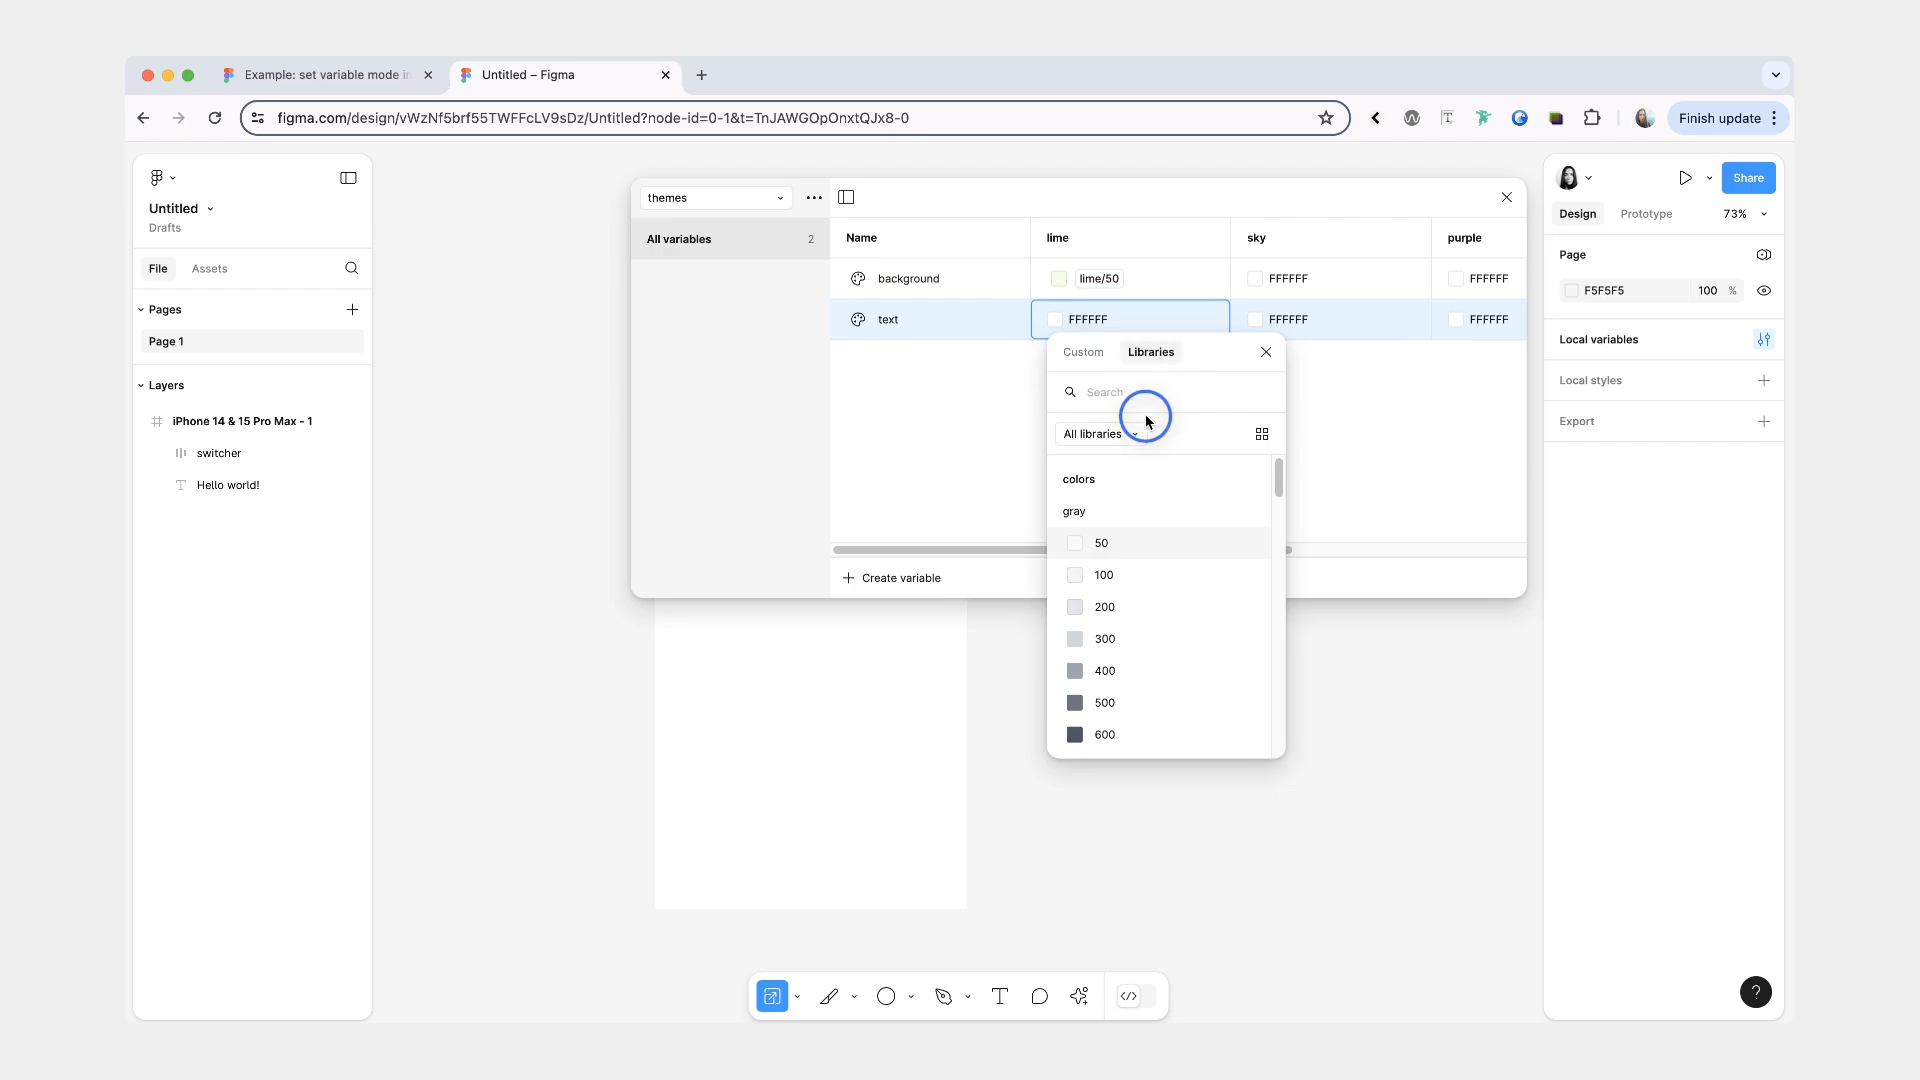 Example: set variable mode in
Untitled – Figma
figma.com/design/vWzNf5brf55TWFFcLV9sDz/Untitled?node-id=0-1&t=TnJAWGOpOnxtQJx8-0
Finish update
Untitled
Drafts
File
Assets
Pages
Page 1
Layers
iPhone 14 & 15 Pro Max - 1
switcher
Hello world!
themes
All variables
2
Name
lime
sky
purple
background
lime/50
FFFFFF
FFFFFF
text
FFFFFF
FFFFFF
FFFFFF
Create variable
Custom
Libraries
Search
All libraries
colors
gray
50
100
200
300
400
500
600
Share
Design
Prototype
73%
Page
F5F5F5
100
%
Local variables
Local styles
Export
?